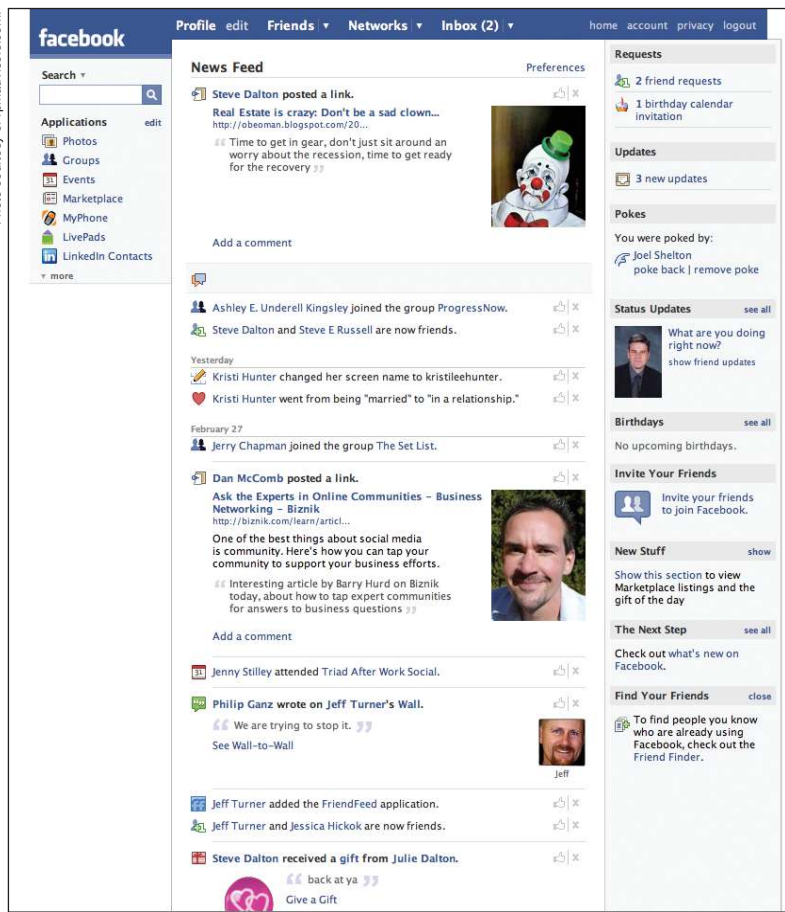 facebook
Profile edit Friends Networks Inbox (2)
home account privacy logout
Search
Applications edit
Photos
Groups
31 Events
Marketplace
MyPhone
LivePads
in LinkedIn Contacts
more
News Feed Preferences
Steve Dalton posted a link.
Real Estate is crazy: Don't be a sad clown...
http://obeoman.blogspot.com/20...
“ Time to get in gear, don't just sit around an
worry about the recession, time to get ready
for the recovery ”
Add a comment
Ashley E. Underell Kingsley joined the group ProgressNow.
Steve Dalton and Steve E Russell are now friends.
Yesterday
Kristi Hunter changed her screen name to kristileehunter.
Kristi Hunter went from being "married" to "in a relationship."
February 27
Jerry Chapman joined the group The Set List.
Dan McComb posted a link.
Ask the Experts in Online Communities – Business
Networking – Biznik
http://biznik.com/learn/articl...
One of the best things about social media
is community. Here's how you can tap your
community to support your business efforts.
“ Interesting article by Barry Hurd on Biznik
today, about how to tap expert communities
for answers to business questions ”
Add a comment
31 Jenny Stilley attended Triad After Work Social.
Philip Ganz wrote on Jeff Turner's Wall.
“ We are trying to stop it. ”
See Wall-to-Wall
Jeff
ff Jeff Turner added the FriendFeed application.
Jeff Turner and Jessica Hickok are now friends.
Steve Dalton received a gift from Julie Dalton.
“ back at ya ”
Give a Gift
Requests
2 friend requests
1 birthday calendar
invitation
Updates
3 new updates
Pokes
You were poked by:
Joel Shelton
poke back | remove poke
Status Updates see all
What are you doing
right now?
show friend updates
Birthdays see all
No upcoming birthdays.
Invite Your Friends
Invite your friends
to join Facebook.
New Stuff show
Show this section to view
Marketplace listings and the
gift of the day
The Next Step see all
Check out what's new on
Facebook.
Find Your Friends close
To find people you know
who are already using
Facebook, check out the
Friend Finder.